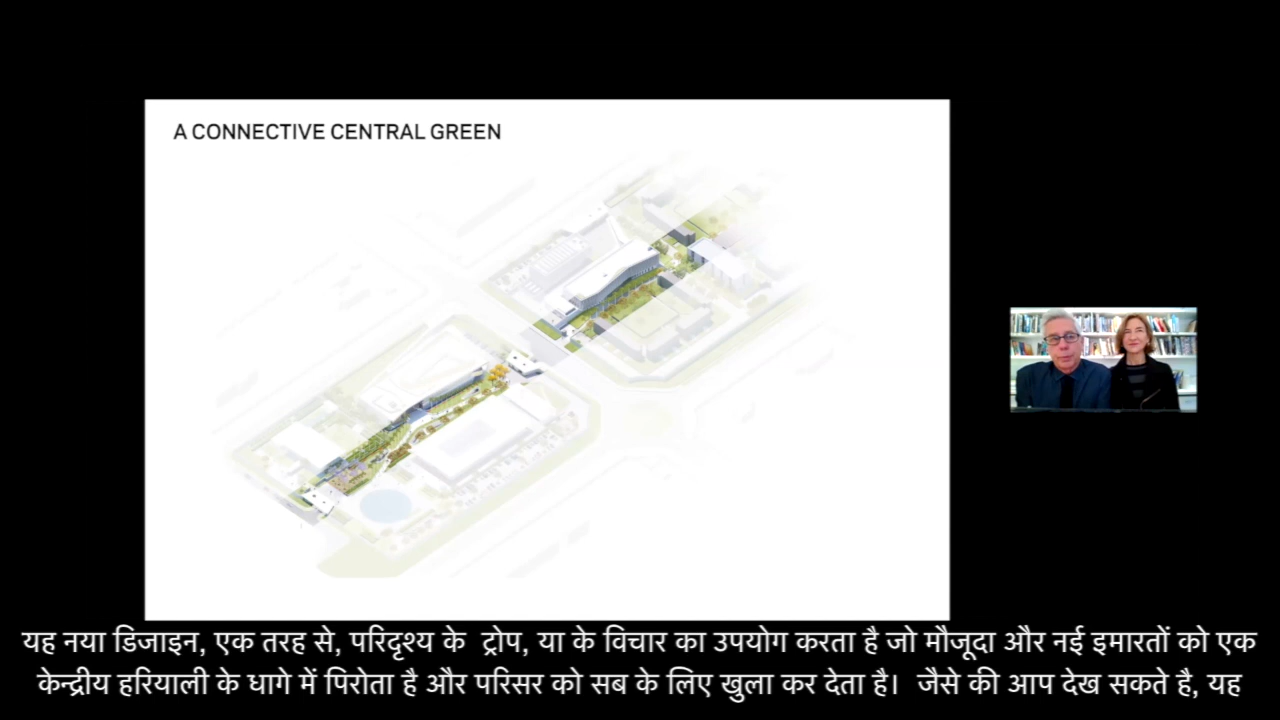 A CONNECTIVE CENTRAL GREEN
यह नया डिजाइन, एक तरह से, परिदृश्य के  ट्रोप, या के विचार का उपयोग करता है जो मौजूदा और नई इमारतों को एक
केन्द्रीय हरियाली के धागे में पिरोता है और परिसर को सब के लिए खुला कर देता है।  जैसे की आप देख सकते है, यह